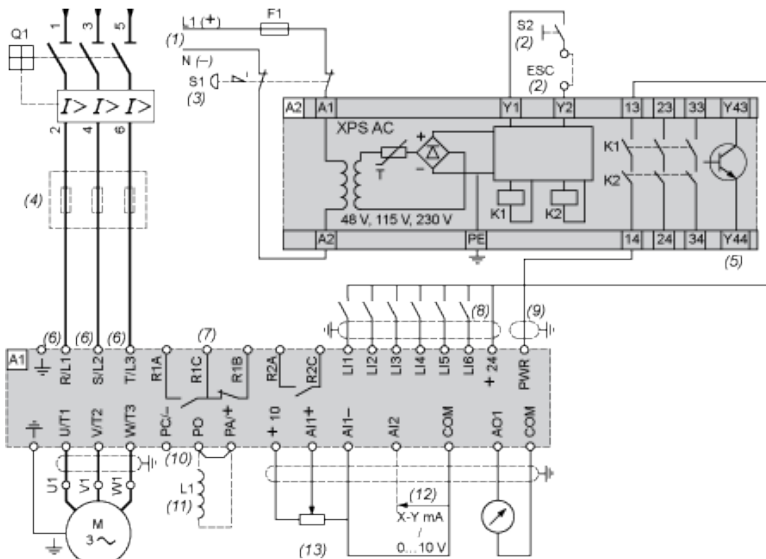 1 3 5
Q1
I> I> I>
2 4 6
(4)
L1 (+) F1
(1)
N (–)
S1
(3)
S2
(2)
ESC
(2)
A2 A1 Y1 Y2 13 23 33 Y43
XPS AC
+
T
–
K1
K2
K1 K2
48 V, 115 V, 230 V
A2 PE 14 24 34 Y44
(5)
(6) (6) (6) (7) (8) (9)
A1 R/L1 S/L2 T/L3 R1A R1C R1B R2A R2C LI1 LI2 LI3 LI4 LI5 LI6 + 24 PWR
U/T1 V/T2 W/T3 PC/– PO PA/+ + 10 AI1+ AI1– AI2 COM AO1 COM
(10)
U1 V1 W1
L1
(11)
M
3
(12)
X-Y mA
/
0...10 V
(13)